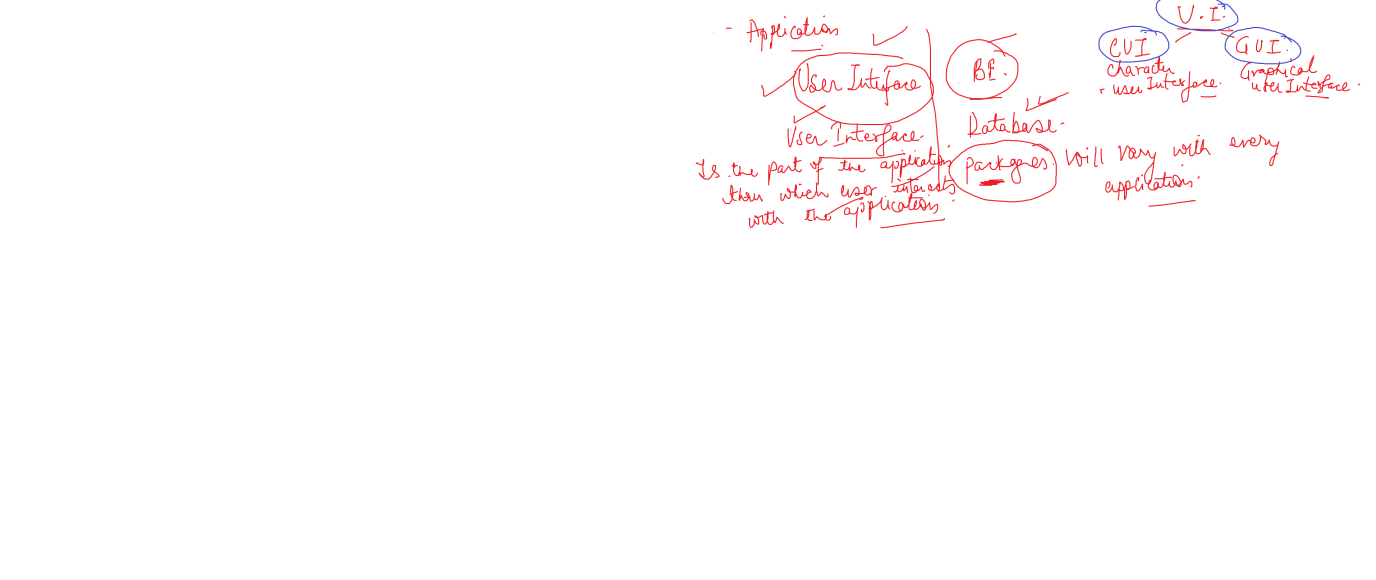 - Application
User Interface
User Interface.
Is the part of the application
thru which user interacts
with the application.
BE.
Database.
packages. will vary with every
application.
U.I.
CUI
Character
user Interface.
GUI.
Graphical
user Interface.